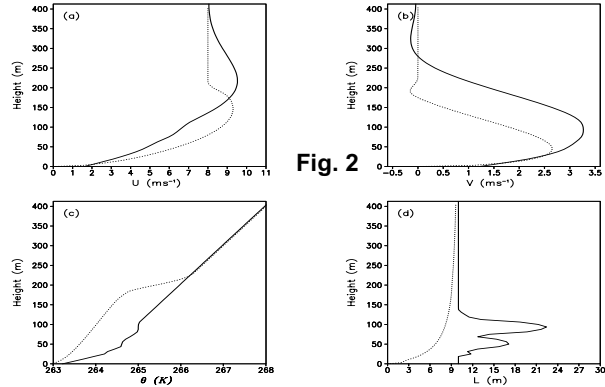 (a)
Height (m)
400
350
300
250
200
150
100
50
0
0 1 2 3 4 5 6 7 8 9 10 11
U (ms⁻¹)
(b)
Height (m)
400
350
300
250
200
150
100
50
0
-0.5 0 0.5 1 1.5 2 2.5 3 3.5
V (ms⁻¹)
Fig. 2
(c)
Height (m)
400
350
300
250
200
150
100
50
0
263 264 265 266 267 268
θ (K)
(d)
Height (m)
400
350
300
250
200
150
100
50
0
0 3 6 9 12 15 18 21 24 27 30
L (m)